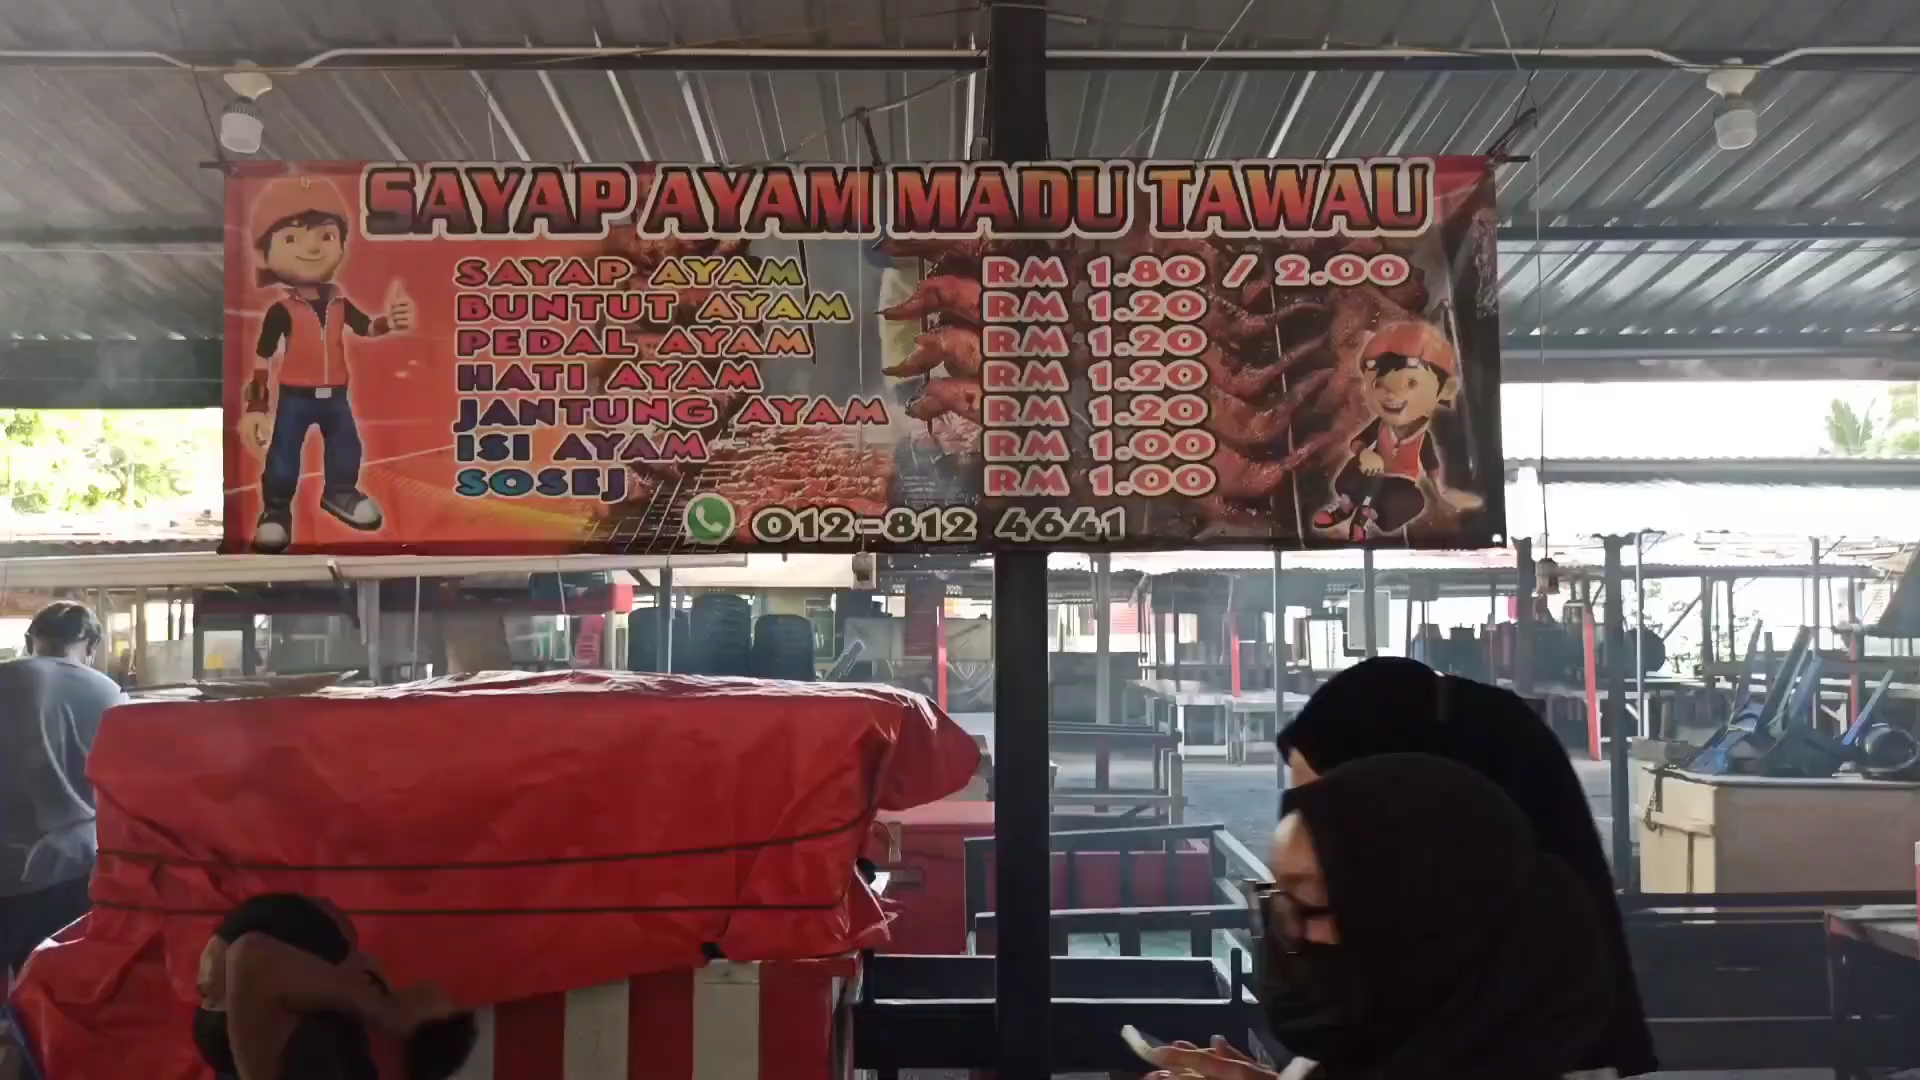 SAYAP AYAM MADU TAWAU
SAYAP AYAM RM 1.80 / 2.00
BUNTUT AYAM RM 1.20
PEDAL AYAM RM 1.20
HATI AYAM RM 1.20
JANTUNG AYAM RM 1.20
ISI AYAM RM 1.00
SOSEJ RM 1.00
012-812 4641